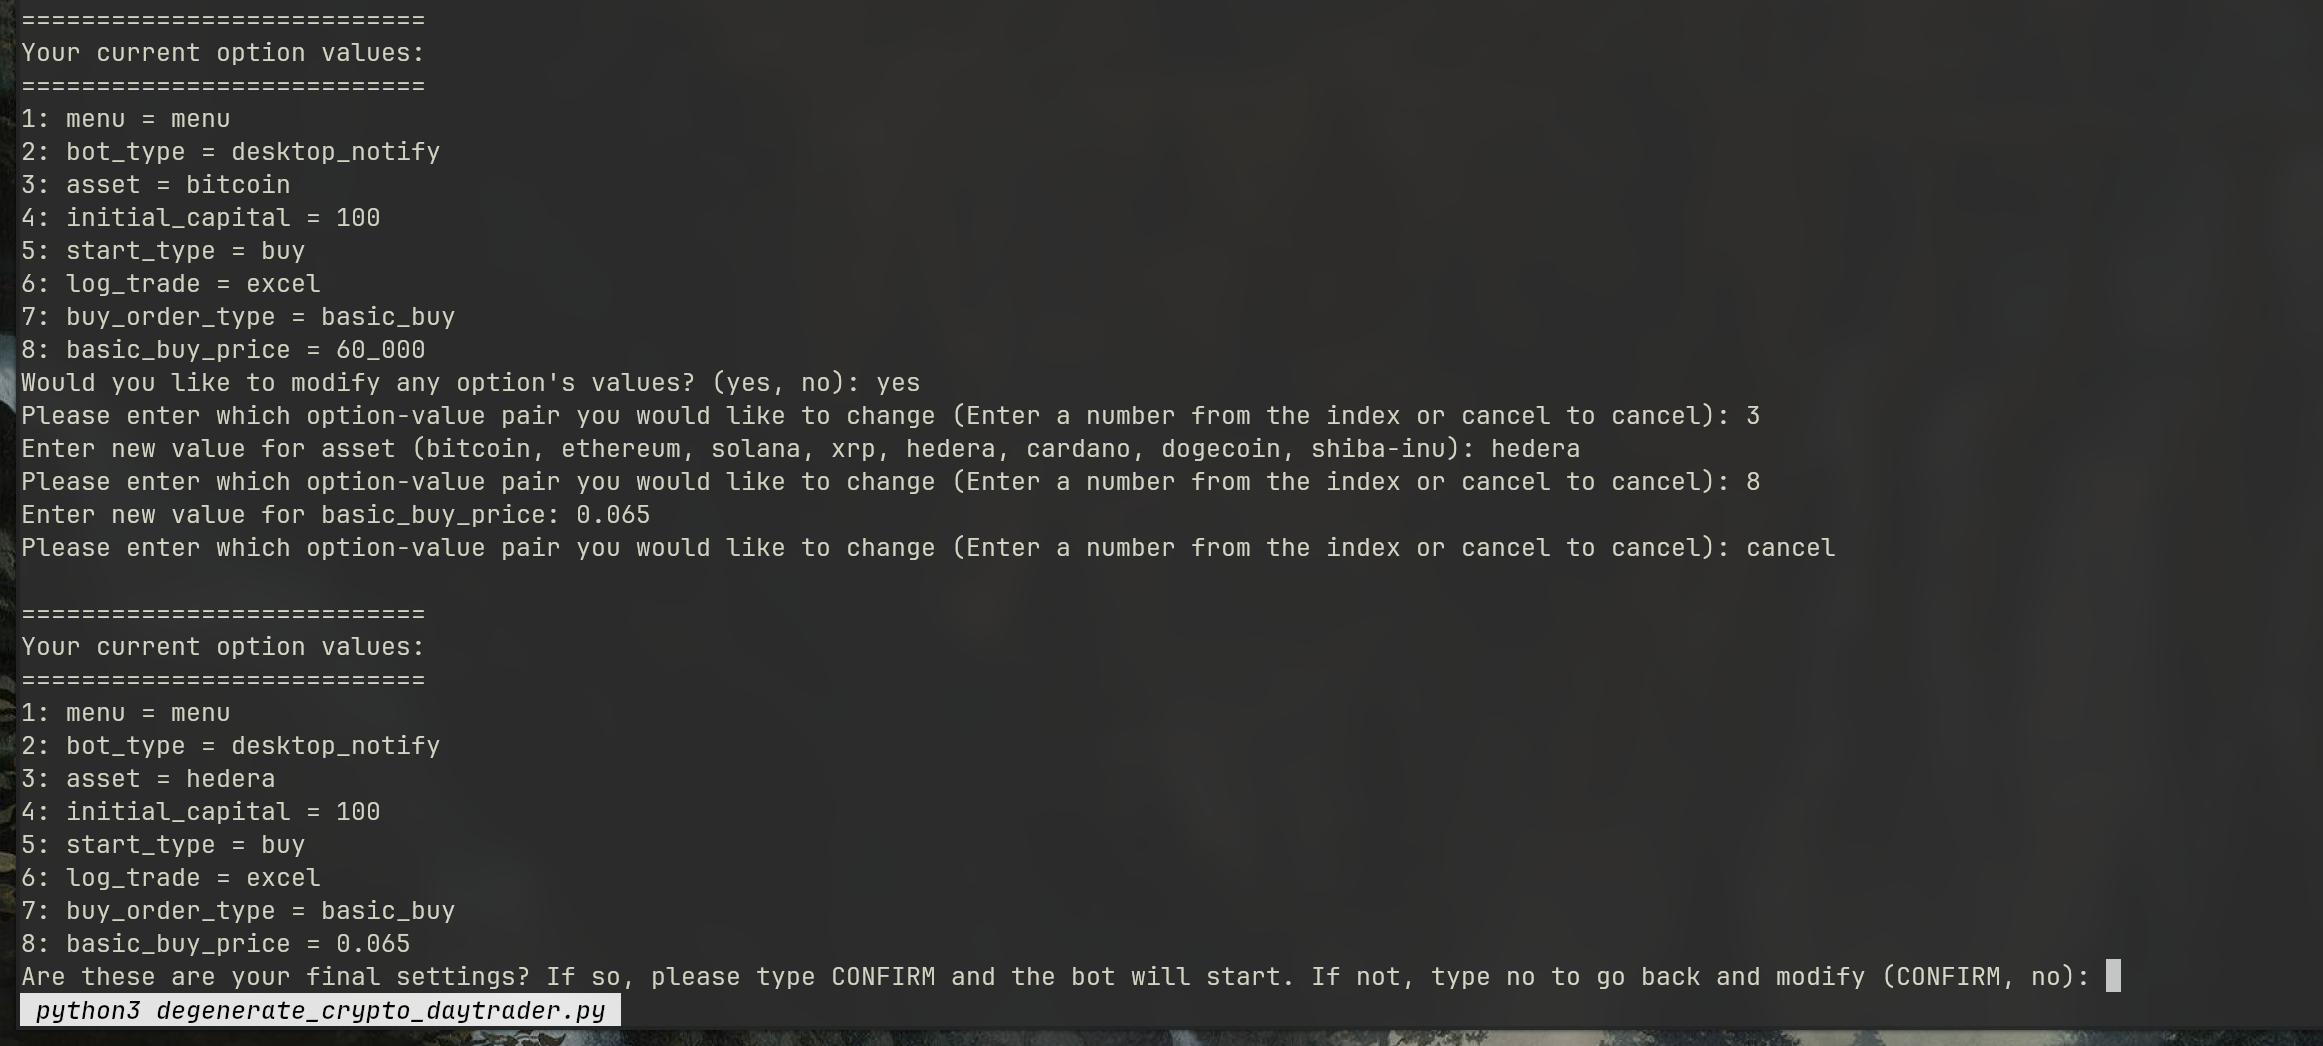 ===========================
Your current option values:
===========================
1: menu = menu
2: bot_type = desktop_notify
3: asset = bitcoin
4: initial_capital = 100
5: start_type = buy
6: log_trade = excel
7: buy_order_type = basic_buy
8: basic_buy_price = 60_000
Would you like to modify any option's values? (yes, no): yes
Please enter which option-value pair you would like to change (Enter a number from the index or cancel to cancel): 3
Enter new value for asset (bitcoin, ethereum, solana, xrp, hedera, cardano, dogecoin, shiba-inu): hedera
Please enter which option-value pair you would like to change (Enter a number from the index or cancel to cancel): 8
Enter new value for basic_buy_price: 0.065
Please enter which option-value pair you would like to change (Enter a number from the index or cancel to cancel): cancel
===========================
Your current option values:
===========================
1: menu = menu
2: bot_type = desktop_notify
3: asset = hedera
4: initial_capital = 100
5: start_type = buy
6: log_trade = excel
7: buy_order_type = basic_buy
8: basic_buy_price = 0.065
Are these are your final settings? If so, please type CONFIRM and the bot will start. If not, type no to go back and modify (CONFIRM, no):
python3 degenerate_crypto_daytrader.py